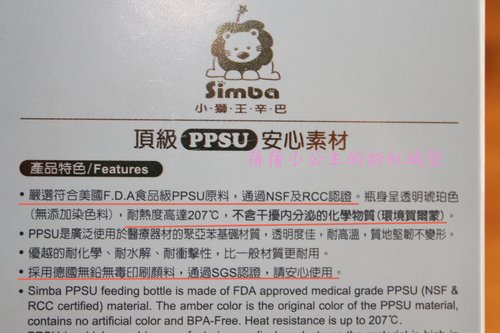 Simba
小·獅·王·辛·巴
頂級 PPSU 安心素材
倩倩小公主的粉紅城堡
產品特色/Features
• 嚴選符合美國F.D.A食品級PPSU原料，通過NSF及RCC認證。瓶身呈透明琥珀色
(無添加染色料)，耐熱度高達207℃，不含干擾內分泌的化學物質(環境賀爾蒙)。
• PPSU是廣泛使用於醫療器材的聚亞苯基碸材質，透明度佳，耐高溫，質地堅韌不變形。
• 優越的耐化學、耐水解、耐衝擊性，比一般材質更耐用。
• 採用德國無鉛無毒印刷顏料，通過SGS認證，請安心使用。
• Simba PPSU feeding bottle is made of FDA approved medical grade PPSU (NSF &
RCC certified) material. The amber color is the original color of the PPSU material,
contains no artificial color and BPA-Free. Heat resistance is up to 207℃.